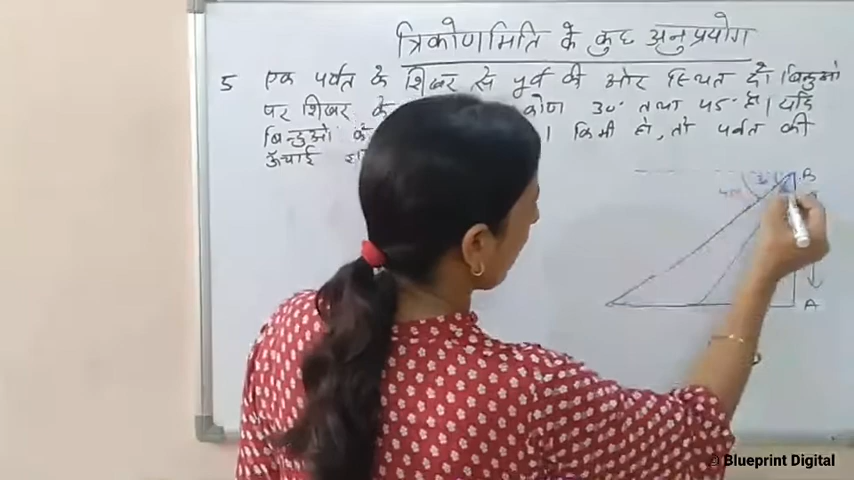 त्रिकोणमिति के कुछ अनुप्रयोग
5 एक पर्वत के शिखर से पूर्व की ओर स्थित दो बिन्दुओ
पर शिखर के कोण 30° तथा 45° है। यदि
बिन्दुओ के 1 किमी हो, तो पर्वत की
ऊँचाई
B
45°
A
Blueprint Digital